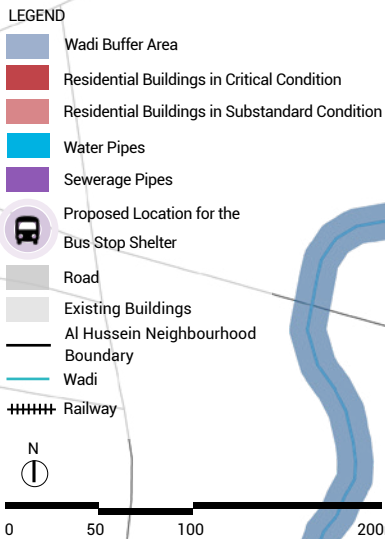 LEGEND
Wadi Buffer Area
Residential Buildings in Critical Condition
Residential Buildings in Substandard Condition
Water Pipes
Sewerage Pipes
Proposed Location for the
Bus Stop Shelter
Road
Existing Buildings
Al Hussein Neighbourhood
Boundary
Wadi
Railway
N
0 50 100 200